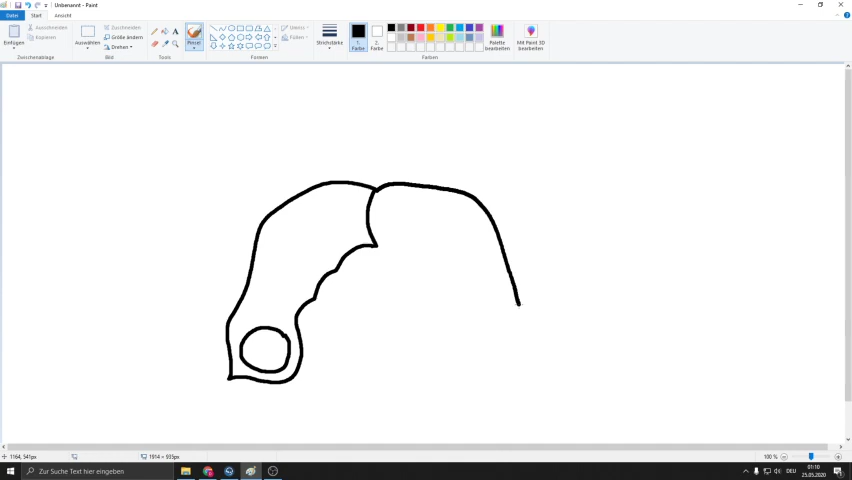 Unbenannt - Paint
Datei Start Ansicht
Einfügen
Ausschneiden
Kopieren
Zwischenablage
Auswählen
Zuschneiden
Größe ändern
Drehen
Bild
A
Tools
Pinsel
Umriss
Füllen
Formen
Strichstärke
1. Farbe
2. Farbe
Palette bearbeiten
Mit Paint 3D bearbeiten
Farben
1164, 541px
1914 × 935px
100 %
Zur Suche Text hier eingeben
DEU
01:10
25.05.2020